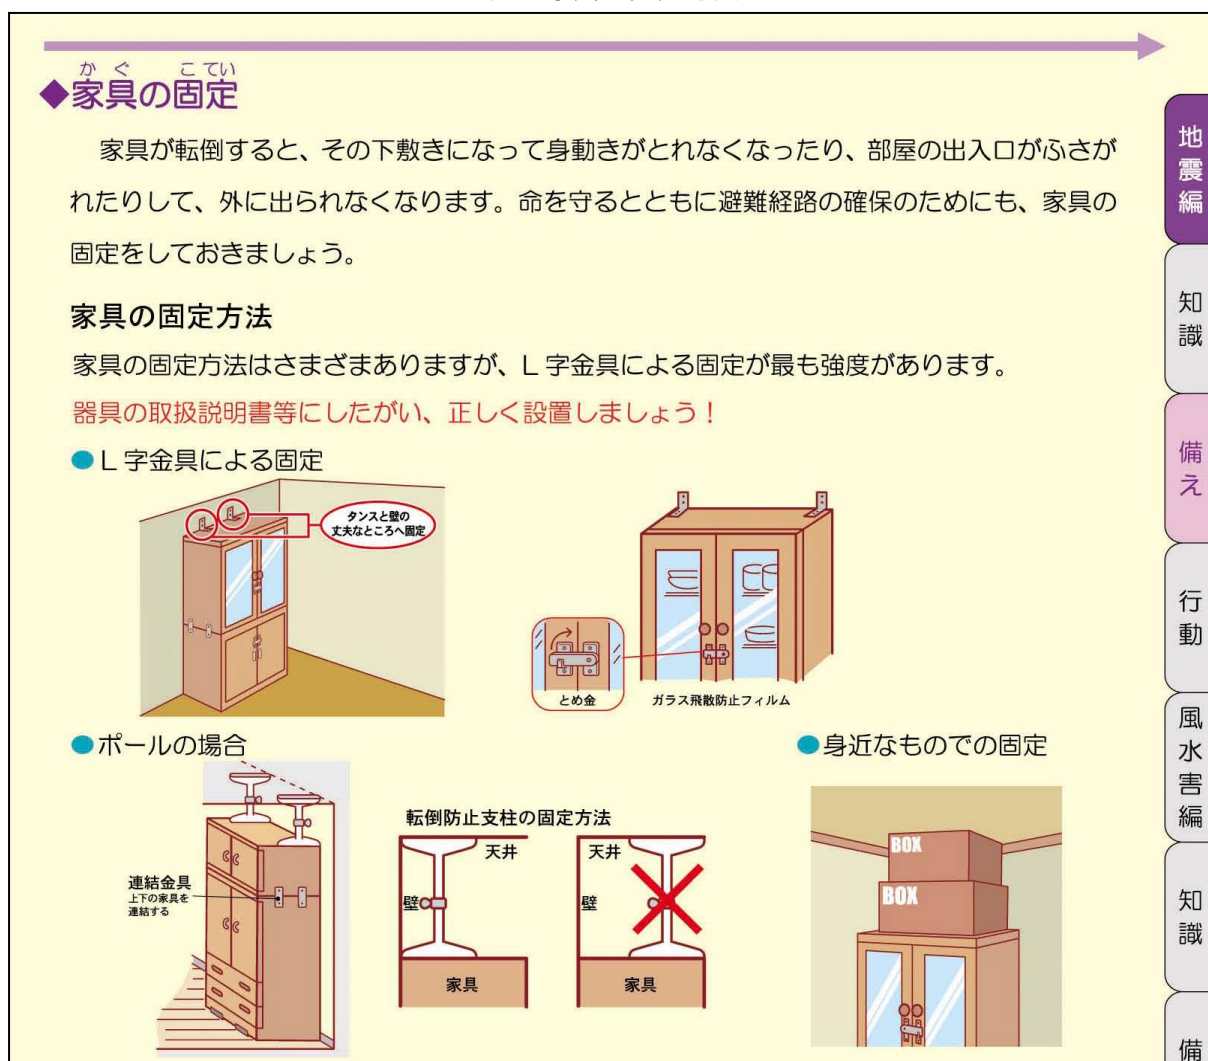 かぐ こてい
◆家具の固定
家具が転倒すると、その下敷きになって身動きがとれなくなったり、部屋の出入口がふさが
れたりして、外に出られなくなります。命を守るとともに避難経路の確保のためにも、家具の
固定をしておきましょう。
家具の固定方法
家具の固定方法はさまざまありますが、L字金具による固定が最も強度があります。
器具の取扱説明書等にしたがい、正しく設置しましょう！
●L字金具による固定
タンスと壁の
丈夫なところへ固定
とめ金
ガラス飛散防止フィルム
●ポールの場合
連結金具
上下の家具を
連結する
転倒防止支柱の固定方法
天井
壁
家具
天井
壁
家具
●身近なものでの固定
BOX
BOX
地震編
知識
備え
行動
風水害編
知識
備